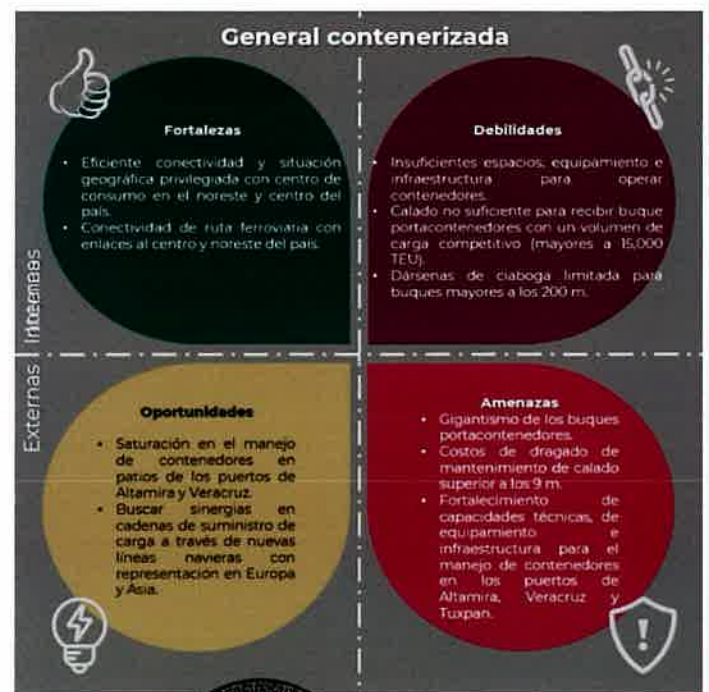 General contenerizada
Fortalezas
• Eficiente conectividad y situación
geográfica privilegiada con centro de
consumo en el noreste y centro del
país.
• Conectividad de ruta ferroviaria con
enlaces al centro y noreste del país.
Debilidades
• Insuficientes espacios, equipamiento e
infraestructura para operar
contenedores.
• Calado no suficiente para recibir buque
portacontenedores con un volumen de
carga competitivo (mayores a 15,000
TEU).
• Dársenas de ciaboga limitada para
buques mayores a los 200 m.
Externas
Oportunidades
• Saturación en el manejo
de contenedores en
patios de los puertos de
Altamira y Veracruz.
• Buscar sinergias en
cadenas de suministro de
carga a través de nuevas
líneas navieras con
representación en Europa
y Asia.
Amenazas
• Gigantismo de los buques
portacontenedores.
• Costos de dragado de
mantenimiento de calado
superior a los 9 m.
• Fortalecimiento de
capacidades técnicas, de
equipamiento e
infraestructura para el
manejo de contenedores
en los puertos de
Altamira, Veracruz y
Tuxpan.